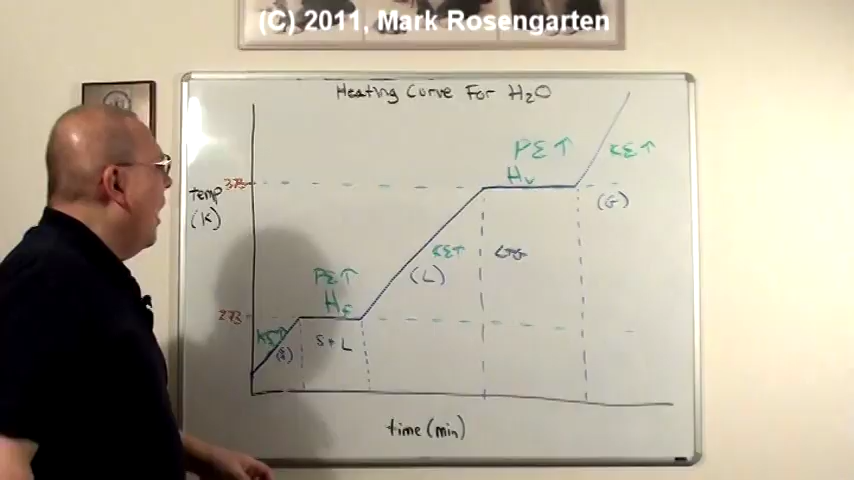 (C) 2011, Mark Rosengarten
Heating Curve For H₂O
PE↑
KE↑
Hv
373
temp
(K)
(G)
KE↑
L+G
PE↑
(L)
Hf
273
KE↑
S+L
(S)
time (min)